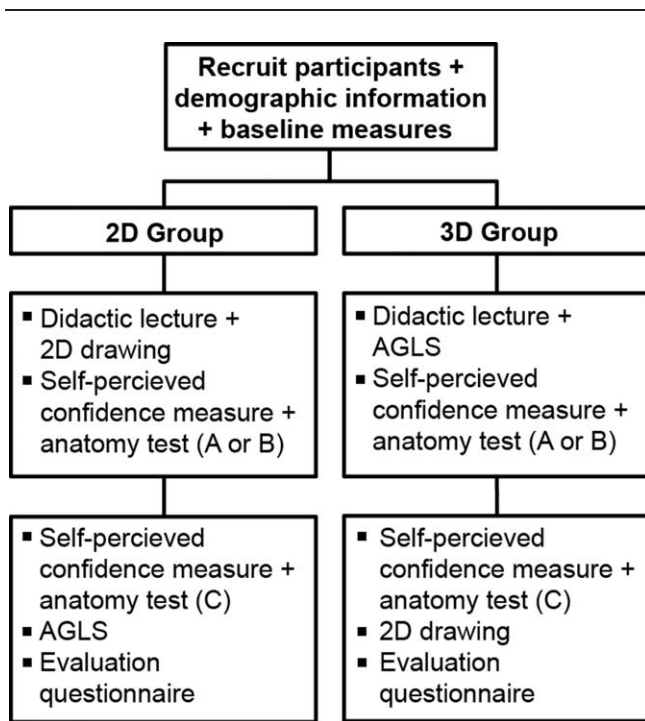 Recruit participants +
demographic information
+ baseline measures
2D Group
3D Group
▪ Didactic lecture +
2D drawing
▪ Self-percieved
confidence measure +
anatomy test (A or B)
▪ Didactic lecture +
AGLS
▪ Self-percieved
confidence measure +
anatomy test (A or B)
▪ Self-percieved
confidence measure +
anatomy test (C)
▪ AGLS
▪ Evaluation
questionnaire
▪ Self-percieved
confidence measure +
anatomy test (C)
▪ 2D drawing
▪ Evaluation
questionnaire